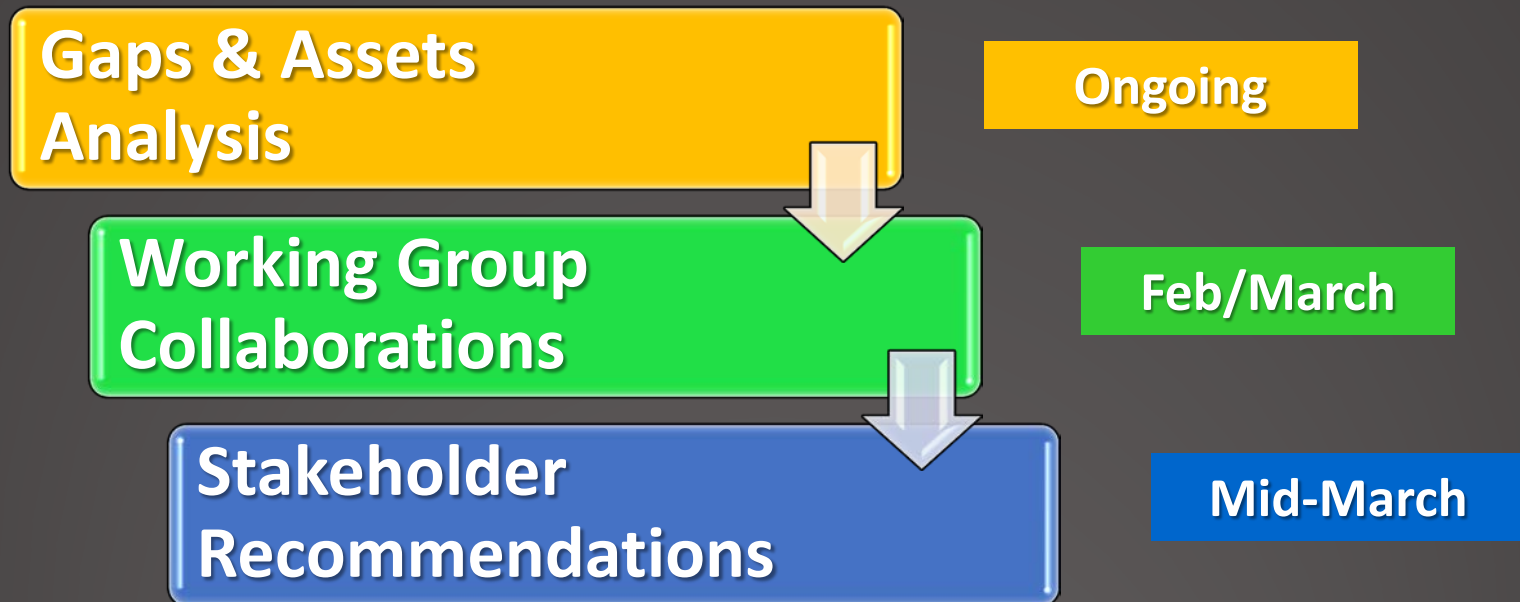 Gaps & Assets
Analysis
Ongoing
Working Group
Collaborations
Feb/March
Stakeholder
Recommendations
Mid-March